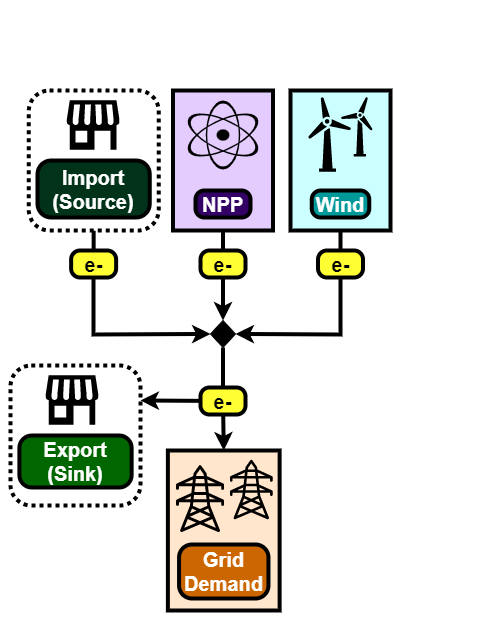 Import
(Source)
NPP
Wind
e-
e-
e-
e-
Export
(Sink)
Grid
Demand